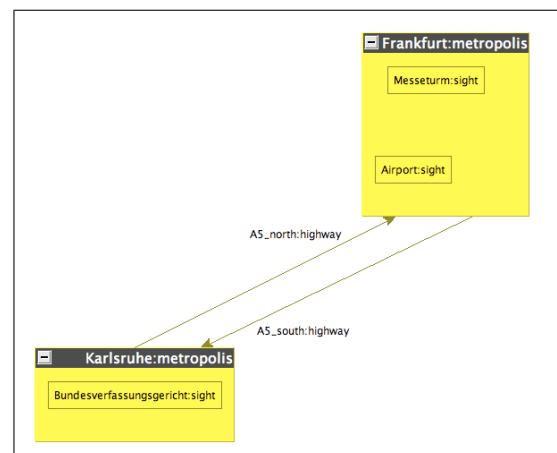 Frankfurt:metropolis
Messeturm:sight
Airport:sight
A5_north:highway
A5_south:highway
Karlsruhe:metropolis
Bundesverfassungsgericht:sight